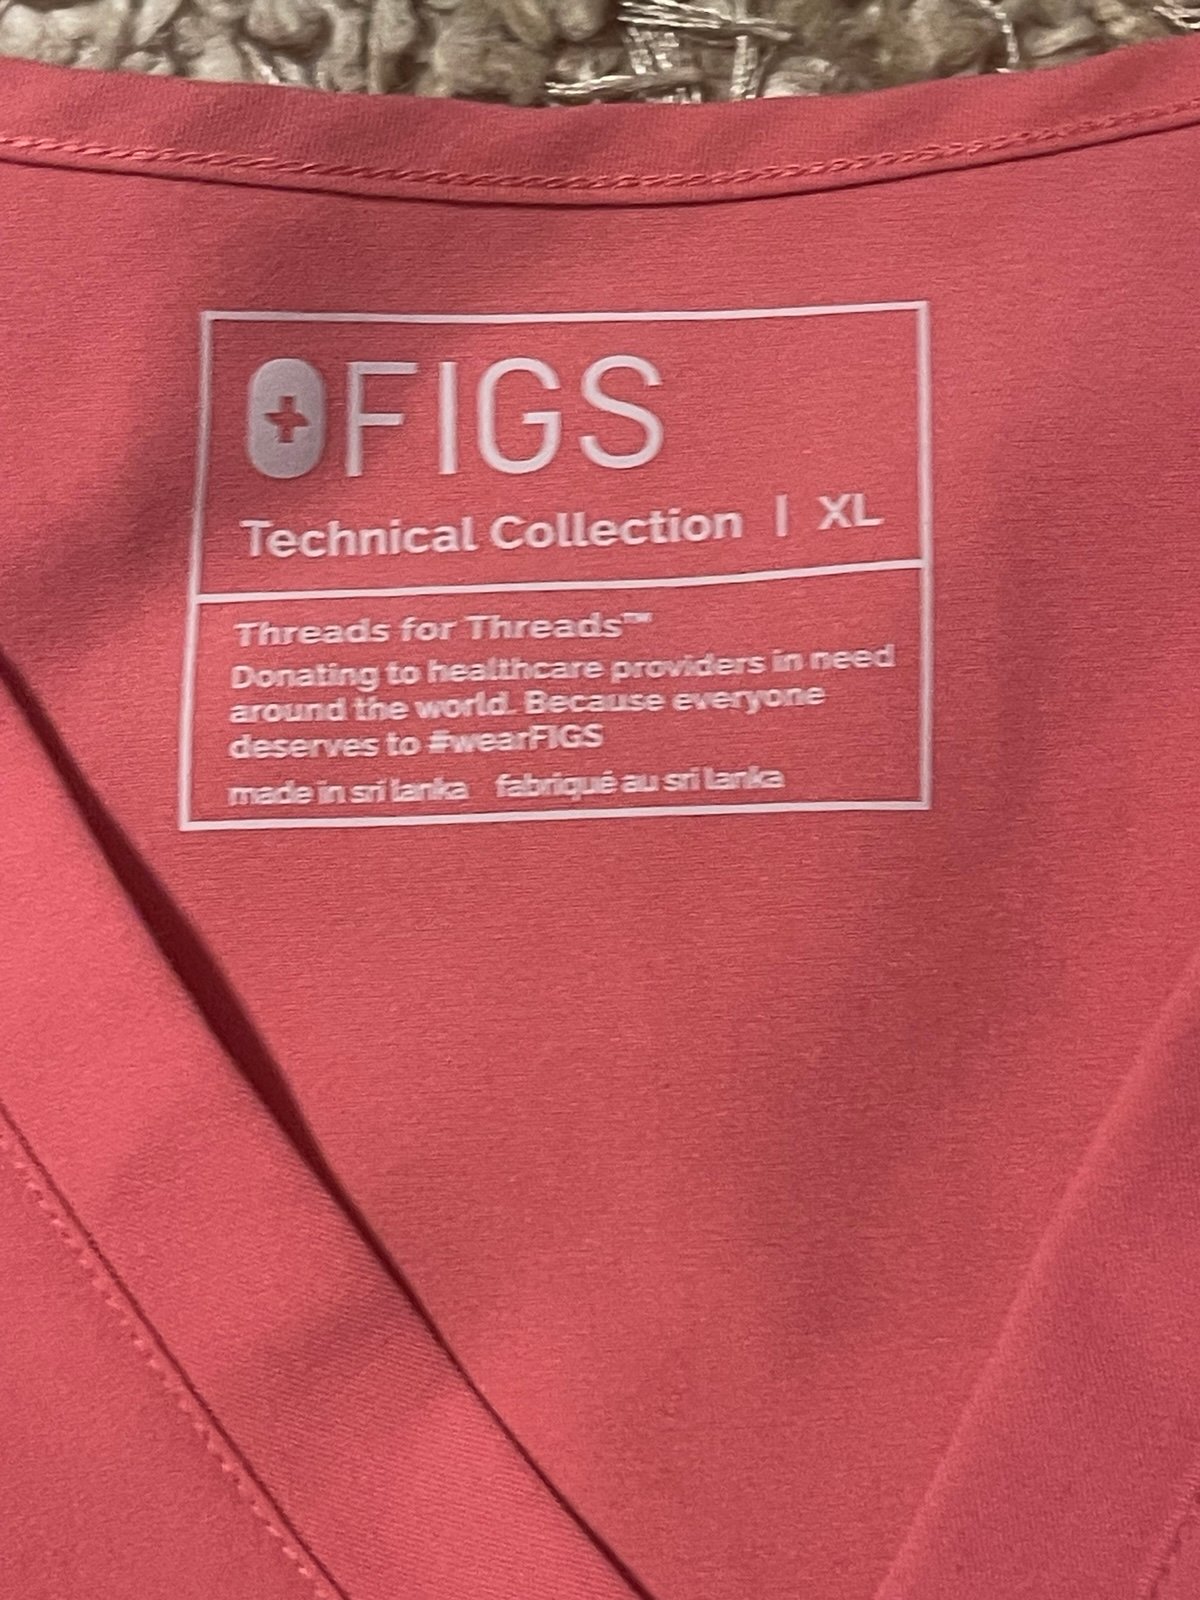 FIGS
Technical Collection | XL
Threads for Threads™
Donating to healthcare providers in need
around the world. Because everyone
deserves to #wearFIGS
made in sri lanka fabriqué au sri lanka